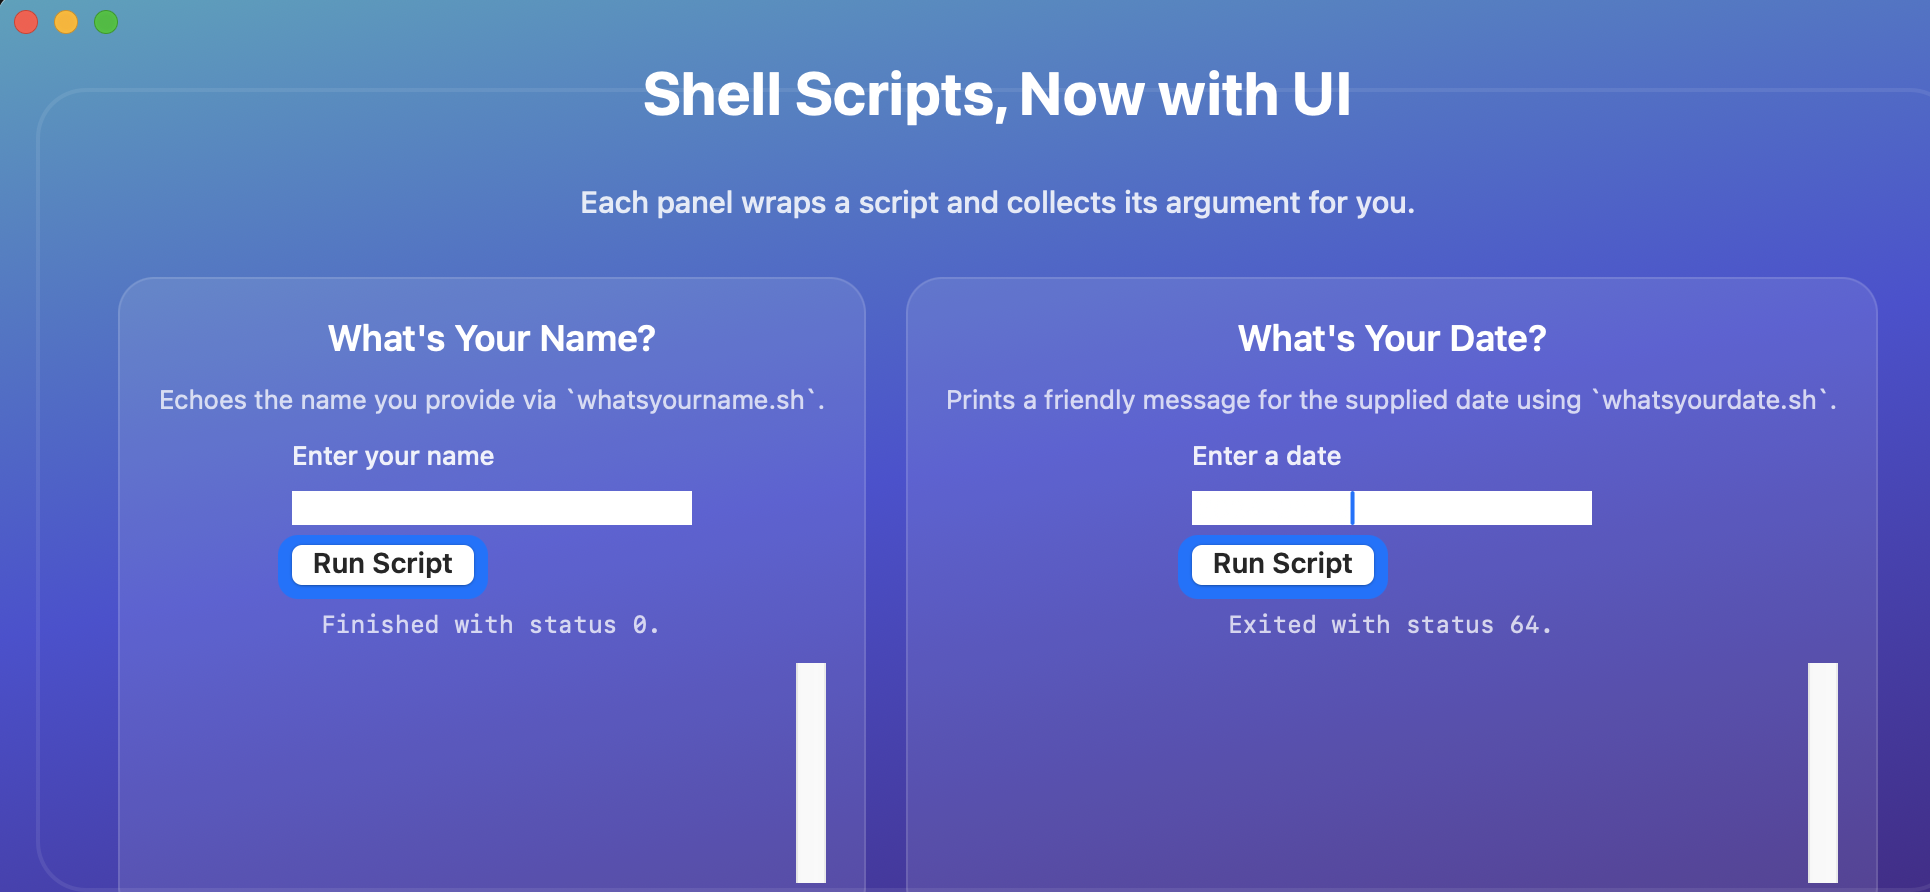 Shell Scripts, Now with UI
Each panel wraps a script and collects its argument for you.
What's Your Name?
Echoes the name you provide via `whatsyourname.sh`.
Enter your name
Run Script
Finished with status 0.
What's Your Date?
Prints a friendly message for the supplied date using `whatsyourdate.sh`.
Enter a date
Run Script
Exited with status 64.